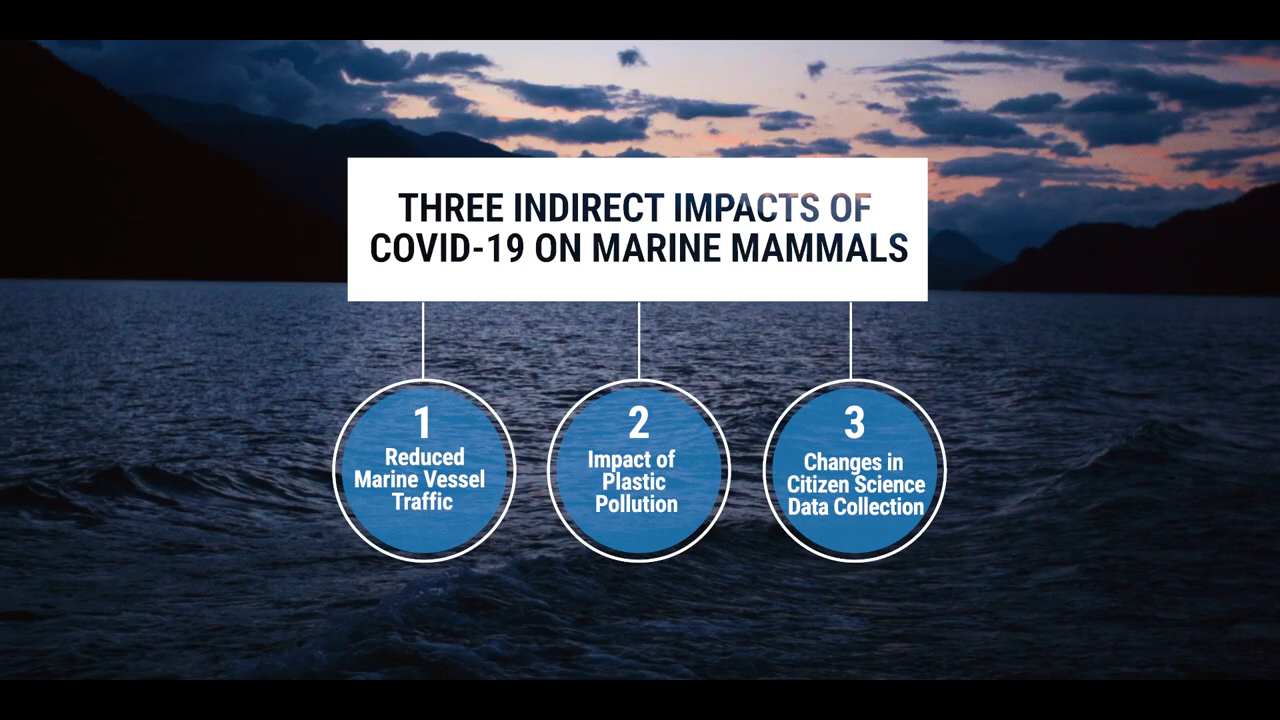 THREE INDIRECT IMPACTS OF
COVID-19 ON MARINE MAMMALS
1
Reduced
Marine Vessel
Traffic
2
Impact of
Plastic
Pollution
3
Changes in
Citizen Science
Data Collection